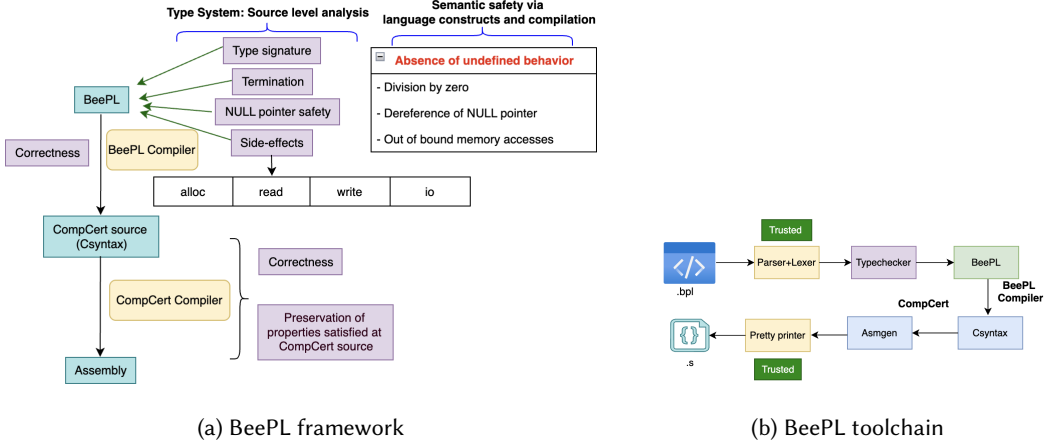 Type System: Source level analysis
Type signature
Termination
NULL pointer safety
Side-effects
BeePL
Correctness
BeePL Compiler
alloc
read
write
io
CompCert source
(Csyntax)
CompCert Compiler
Correctness
Preservation of
properties satisfied at
CompCert source
Assembly
Semantic safety via
language constructs and compilation
Absence of undefined behavior
- Division by zero
- Dereference of NULL pointer
- Out of bound memory accesses
(a) BeePL framework
Trusted
.bpl
Parser+Lexer
Typechecker
BeePL
BeePL
Compiler
CompCert
Csyntax
Asmgen
Pretty printer
{}
.s
Trusted
(b) BeePL toolchain